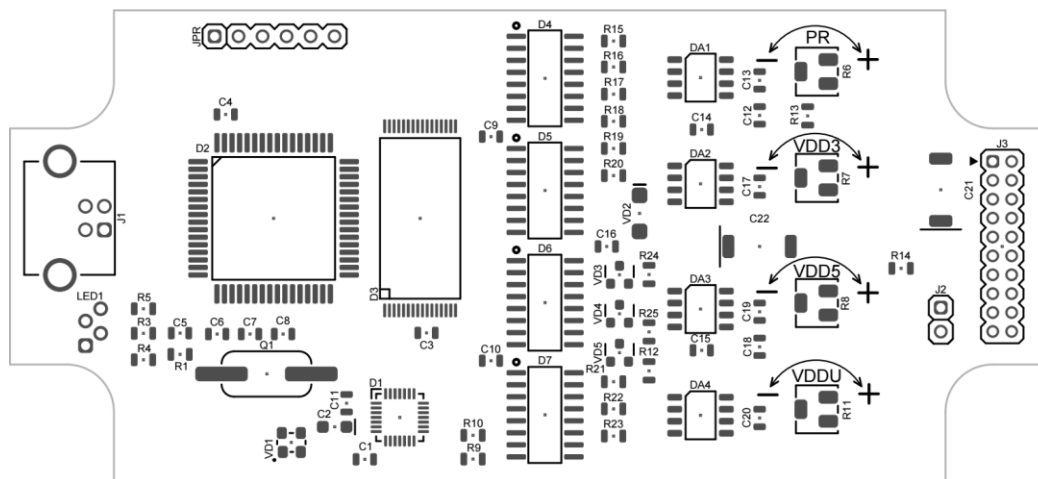 JPR
D4
R15
PR
R16
DA1
R17
C13
R6
R18
C4
C12
R13
C9
C14
D5
R19
D2
VDD3
J3
R20
DA2
C17
R7
C21
VD2
J1
C22
C16
D6
VD3
R24
VDD5
R14
LED1
D3
DA3
R8
J2
R5
VD4
C19
R3
C5
C6
C7
C8
C3
R25
C18
R4
R1
Q1
C10
D7
VD5
R12
C15
R21
VDDU
D1
DA4
C11
R22
C20
R11
C2
VD1
R10
R23
C1
R9